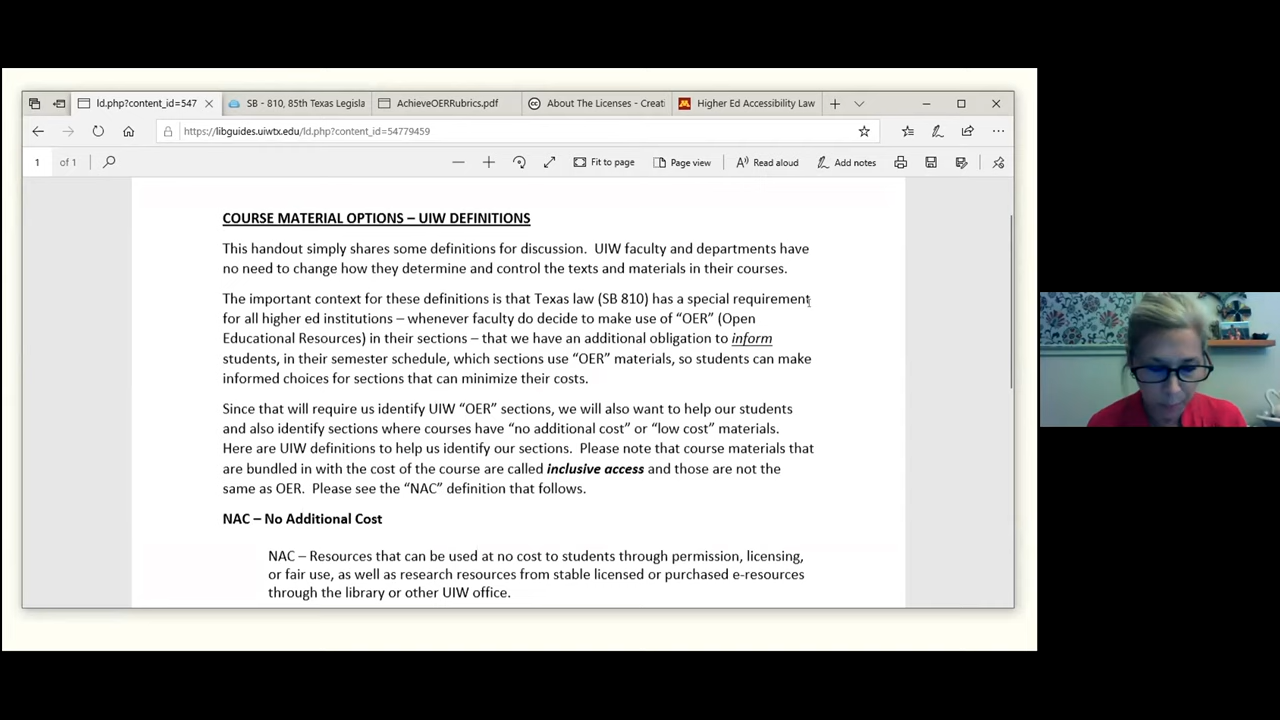 ld.php?content_id=547
SB - 810, 85th Texas Legisla
AchieveOERRubrics.pdf
About The Licenses - Creati
Higher Ed Accessibility Law
https://libguides.uiwtx.edu/ld.php?content_id=54779459
1 of 1
Fit to page
Page view
Read aloud
Add notes
COURSE MATERIAL OPTIONS – UIW DEFINITIONS
This handout simply shares some definitions for discussion.  UIW faculty and departments have
no need to change how they determine and control the texts and materials in their courses.
The important context for these definitions is that Texas law (SB 810) has a special requirement
for all higher ed institutions – whenever faculty do decide to make use of “OER” (Open
Educational Resources) in their sections – that we have an additional obligation to inform
students, in their semester schedule, which sections use “OER” materials, so students can make
informed choices for sections that can minimize their costs.
Since that will require us identify UIW “OER” sections, we will also want to help our students
and also identify sections where courses have “no additional cost” or “low cost” materials.
Here are UIW definitions to help us identify our sections.  Please note that course materials that
are bundled in with the cost of the course are called inclusive access and those are not the
same as OER.  Please see the “NAC” definition that follows.
NAC – No Additional Cost
NAC – Resources that can be used at no cost to students through permission, licensing,
or fair use, as well as research resources from stable licensed or purchased e-resources
through the library or other UIW office.